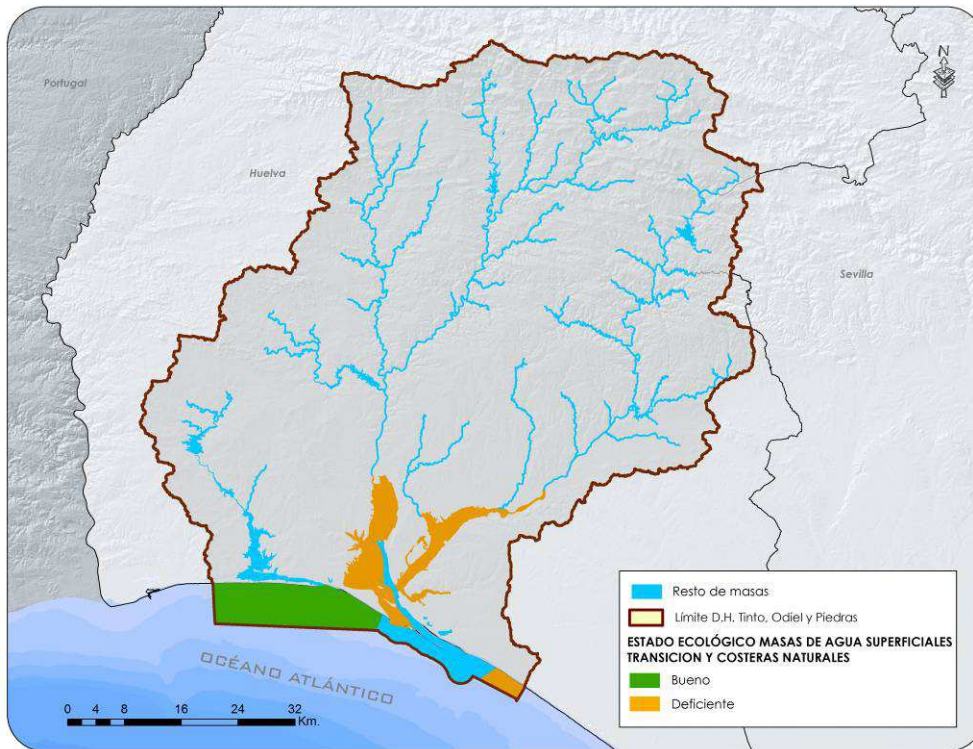 Portugal
N
Huelva
Sevilla
OCÉANO ATLÁNTICO
0 4 8 16 24 32
Km.
Resto de masas
Límite D.H. Tinto, Odiel y Piedras
ESTADO ECOLÓGICO MASAS DE AGUA SUPERFICIALES
TRANSICION Y COSTERAS NATURALES
Bueno
Deficiente